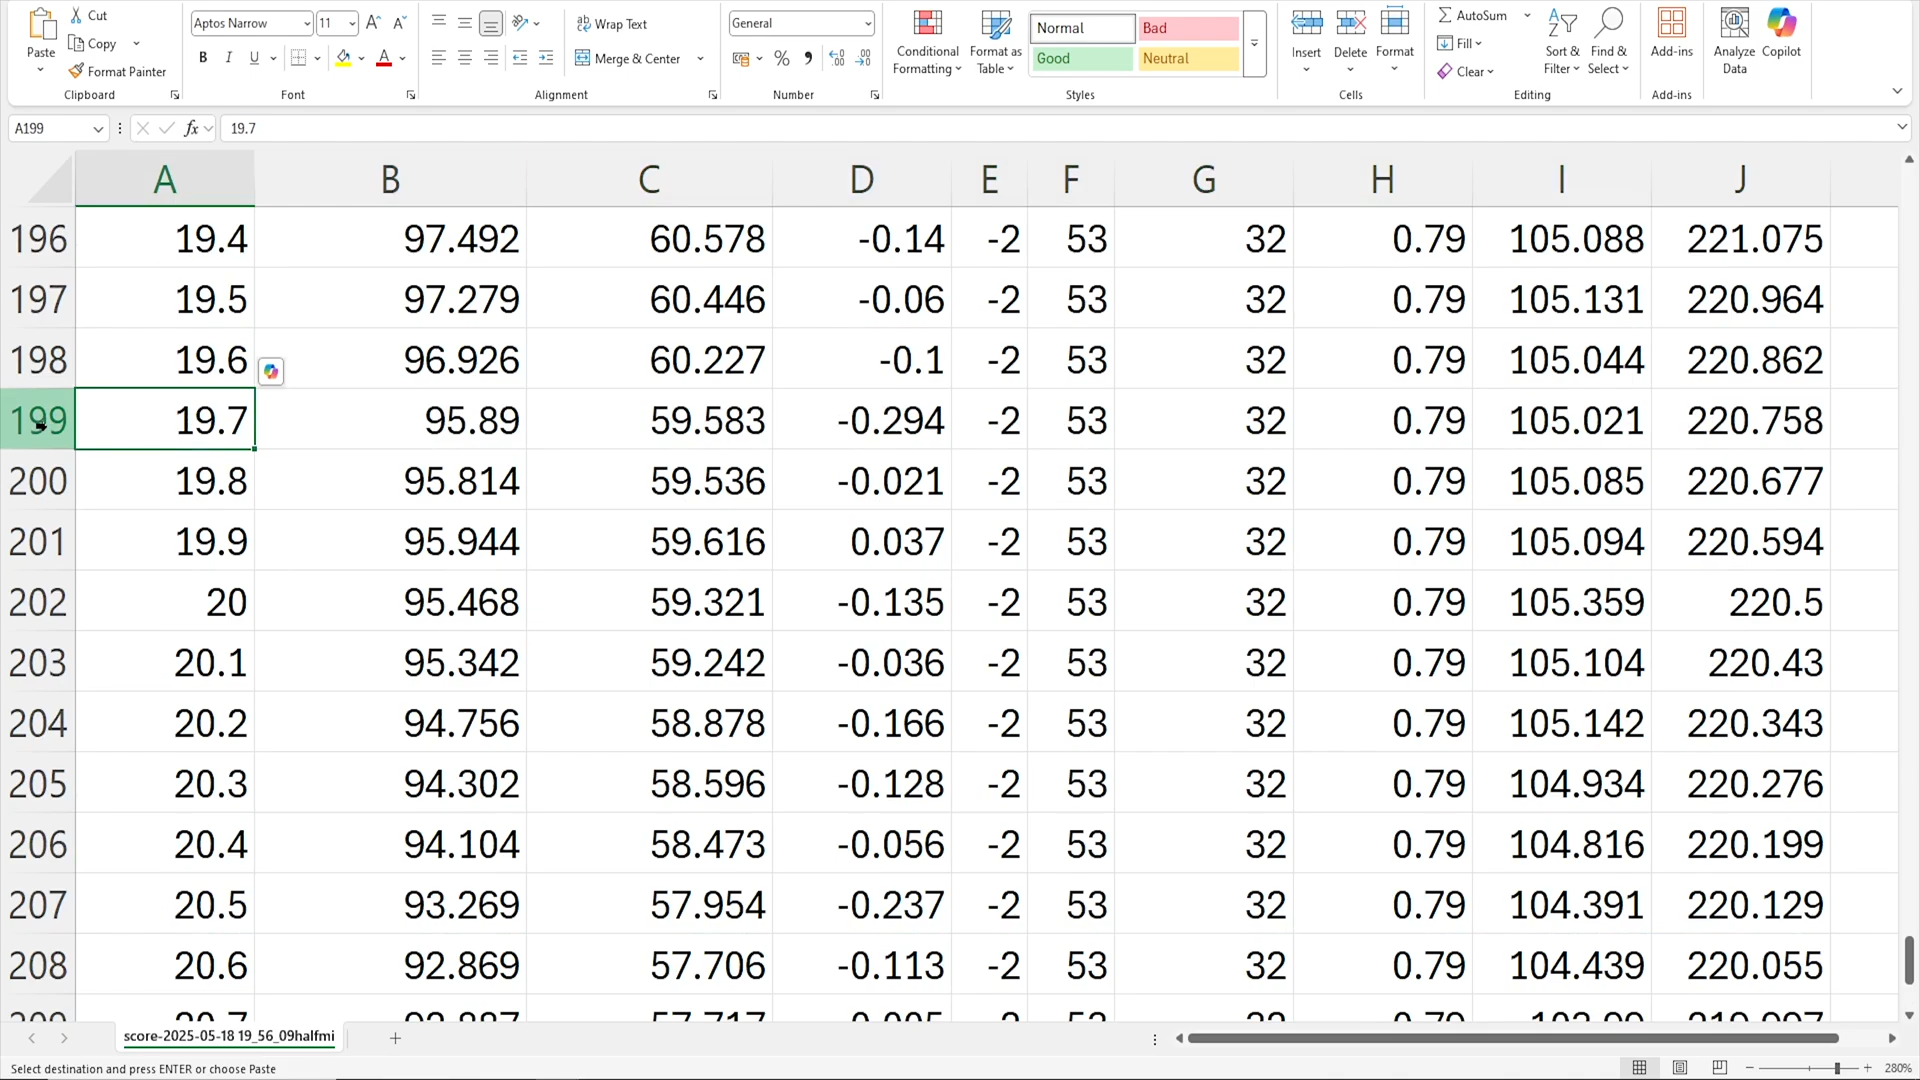 Paste
Cut
Copy
Format Painter
Clipboard
Aptos Narrow
11
A
A
B
I
U
A
Font
ab
Wrap Text
Merge & Center
Alignment
General
%
Number
Conditional
Formatting
Format as
Table
Normal
Bad
Good
Neutral
Styles
Insert
Delete
Format
Cells
AutoSum
Fill
Clear
Sort &
Filter
Find &
Select
Editing
Add-ins
Add-ins
Analyze
Data
Copilot
A199
fx
19.7
A B C D E F G H I J
196 19.4 97.492 60.578 -0.14 -2 53 32 0.79 105.088 221.075
197 19.5 97.279 60.446 -0.06 -2 53 32 0.79 105.131 220.964
198 19.6 96.926 60.227 -0.1 -2 53 32 0.79 105.044 220.862
199 19.7 95.89 59.583 -0.294 -2 53 32 0.79 105.021 220.758
200 19.8 95.814 59.536 -0.021 -2 53 32 0.79 105.085 220.677
201 19.9 95.944 59.616 0.037 -2 53 32 0.79 105.094 220.594
202 20 95.468 59.321 -0.135 -2 53 32 0.79 105.359 220.5
203 20.1 95.342 59.242 -0.036 -2 53 32 0.79 105.104 220.43
204 20.2 94.756 58.878 -0.166 -2 53 32 0.79 105.142 220.343
205 20.3 94.302 58.596 -0.128 -2 53 32 0.79 104.934 220.276
206 20.4 94.104 58.473 -0.056 -2 53 32 0.79 104.816 220.199
207 20.5 93.269 57.954 -0.237 -2 53 32 0.79 104.391 220.129
208 20.6 92.869 57.706 -0.113 -2 53 32 0.79 104.439 220.055
score-2025-05-18 19_56_09halfmi
Select destination and press ENTER or choose Paste
280%